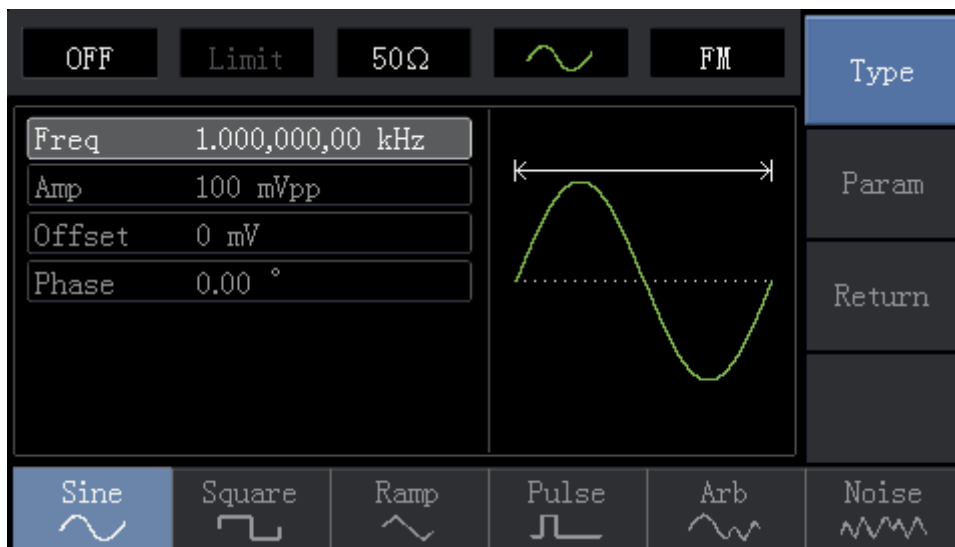 OFF Limit 50Ω FM
Type
Freq 1.000,000,00 kHz
Amp 100 mVpp
Offset 0 mV
Phase 0.00 °
Param
Return
Sine Square Ramp Pulse Arb Noise